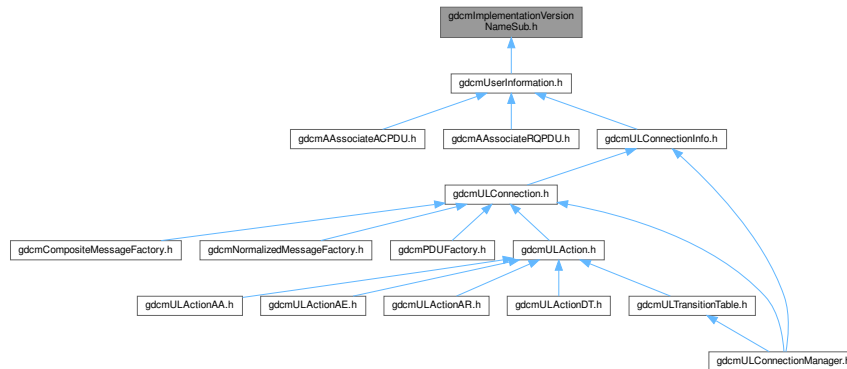 gdcmImplementationVersion
NameSub.h
gdcmUserInformation.h
gdcmAAssociateACPDU.h
gdcmAAssociateRQPDU.h
gdcmULConnectionInfo.h
gdcmULConnection.h
gdcmCompositeMessageFactory.h
gdcmNormalizedMessageFactory.h
gdcmPDUFactory.h
gdcmULAction.h
gdcmULActionAA.h
gdcmULActionAE.h
gdcmULActionAR.h
gdcmULActionDT.h
gdcmULTransitionTable.h
gdcmULConnectionManager.h